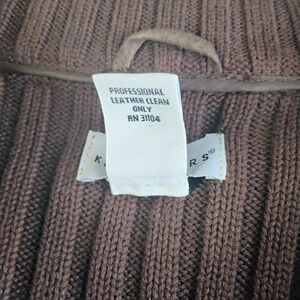 PROFESSIONAL
LEATHER CLEAN
ONLY
RN 31104